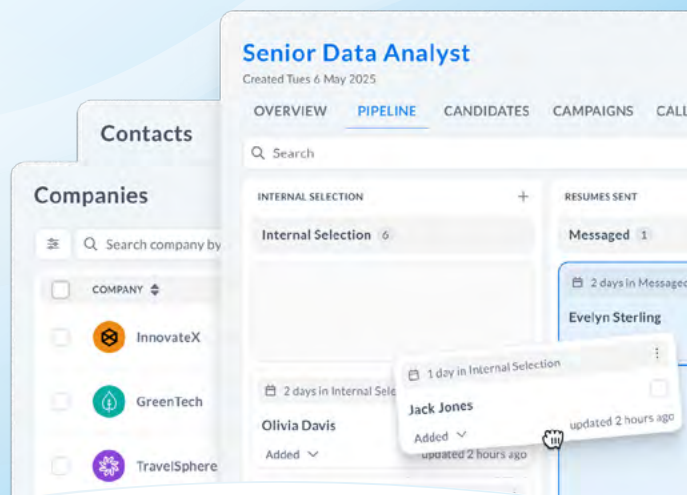 Senior Data Analyst
Created Tues 6 May 2025
OVERVIEW PIPELINE CANDIDATES CAMPAIGNS CALL
Search
INTERNAL SELECTION +
RESUMES SENT
Internal Selection 6
Messaged 1
2 days in Messaged
Evelyn Sterling
1 day in Internal Selection
Jack Jones
Added
updated 2 hours ago
2 days in Internal Sele
Olivia Davis
Added
updated 2 hours ago
Contacts
Companies
Search company by
COMPANY
InnovateX
GreenTech
TravelSphere